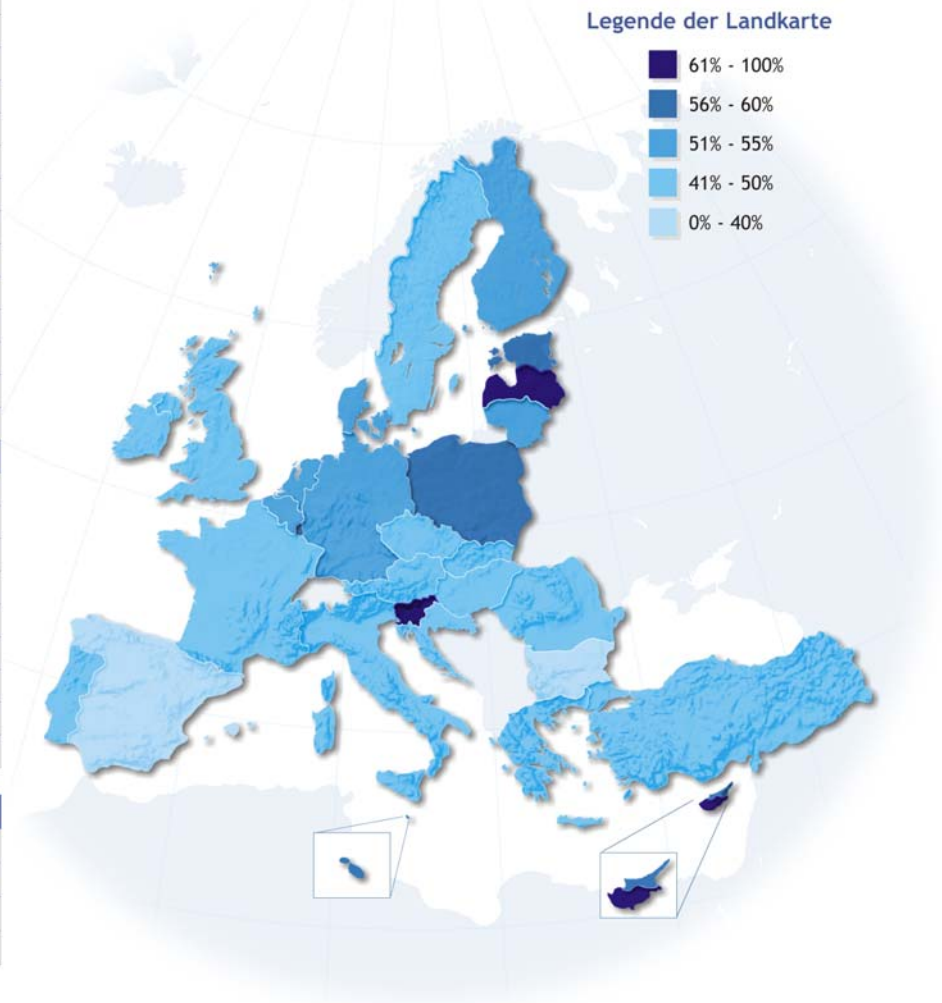 Legende der Landkarte
61% - 100%
56% - 60%
51% - 55%
41% - 50%
0% - 40%